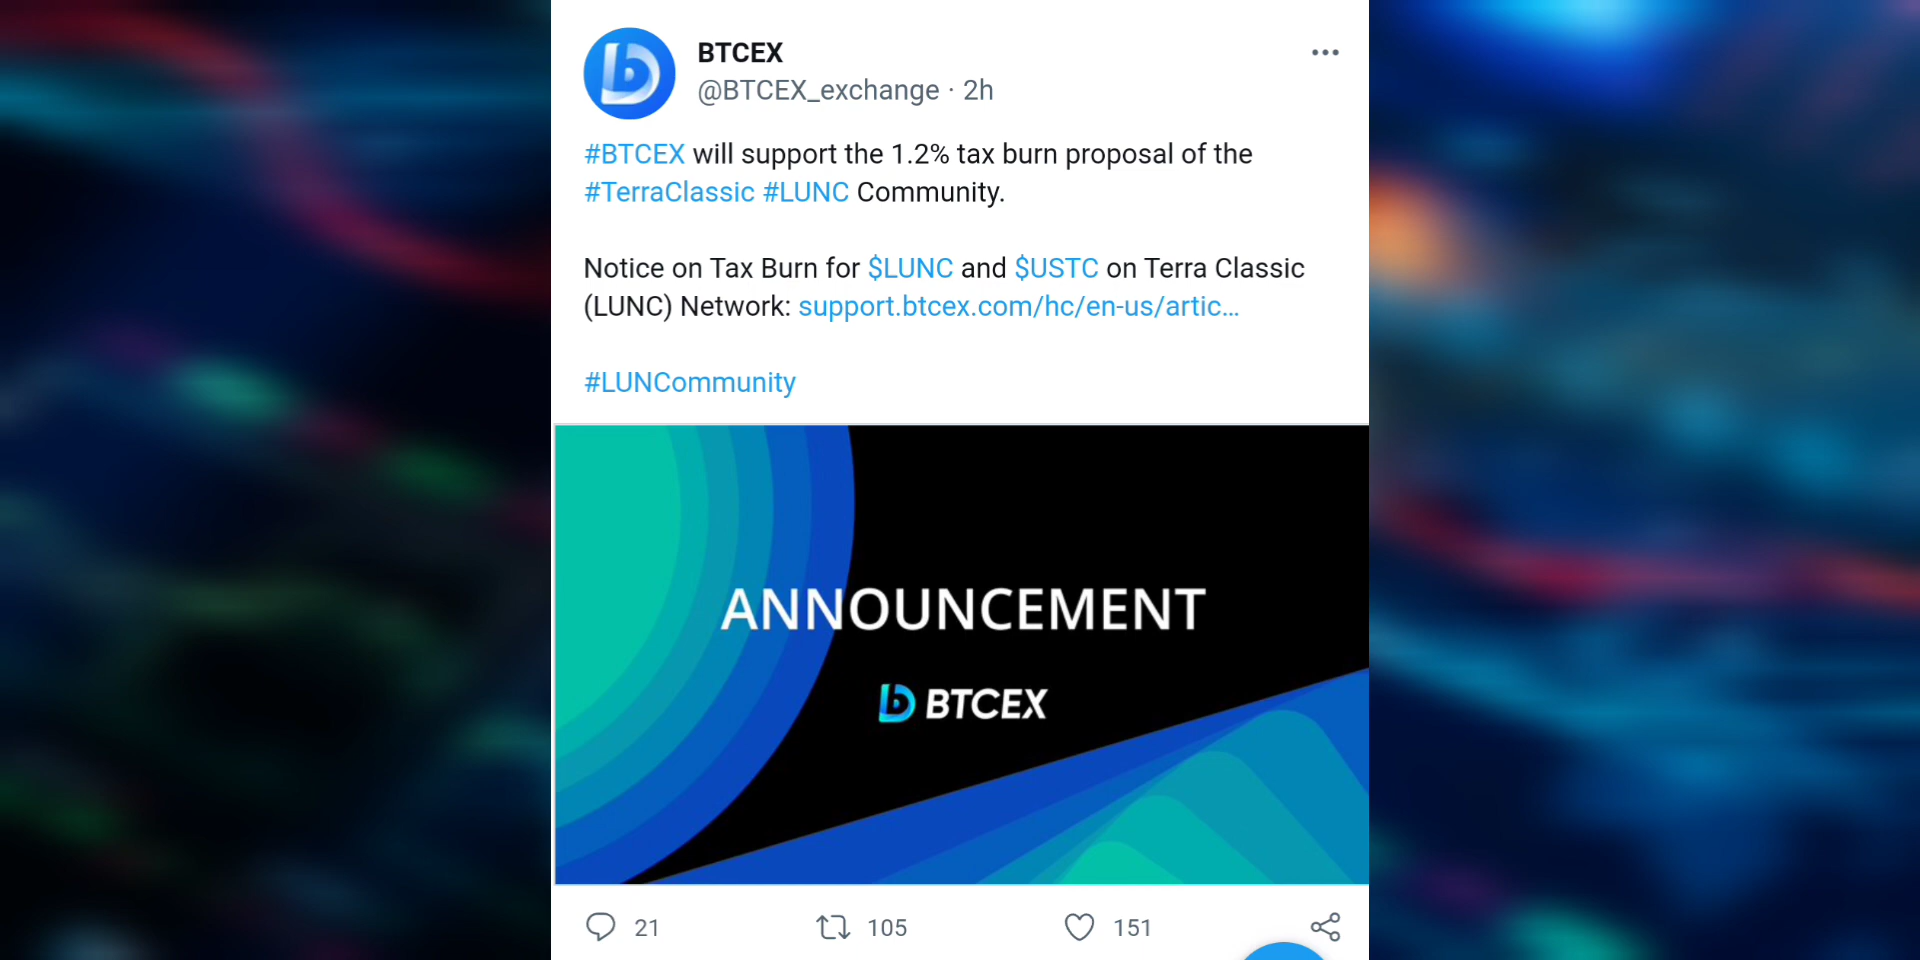 BTCEX
@BTCEX_exchange · 2h
#BTCEX will support the 1.2% tax burn proposal of the
#TerraClassic #LUNC Community.
Notice on Tax Burn for $LUNC and $USTC on Terra Classic
(LUNC) Network: support.btcex.com/hc/en-us/artic...
#LUNCommunity
ANNOUNCEMENT
BTCEX
21 105 151